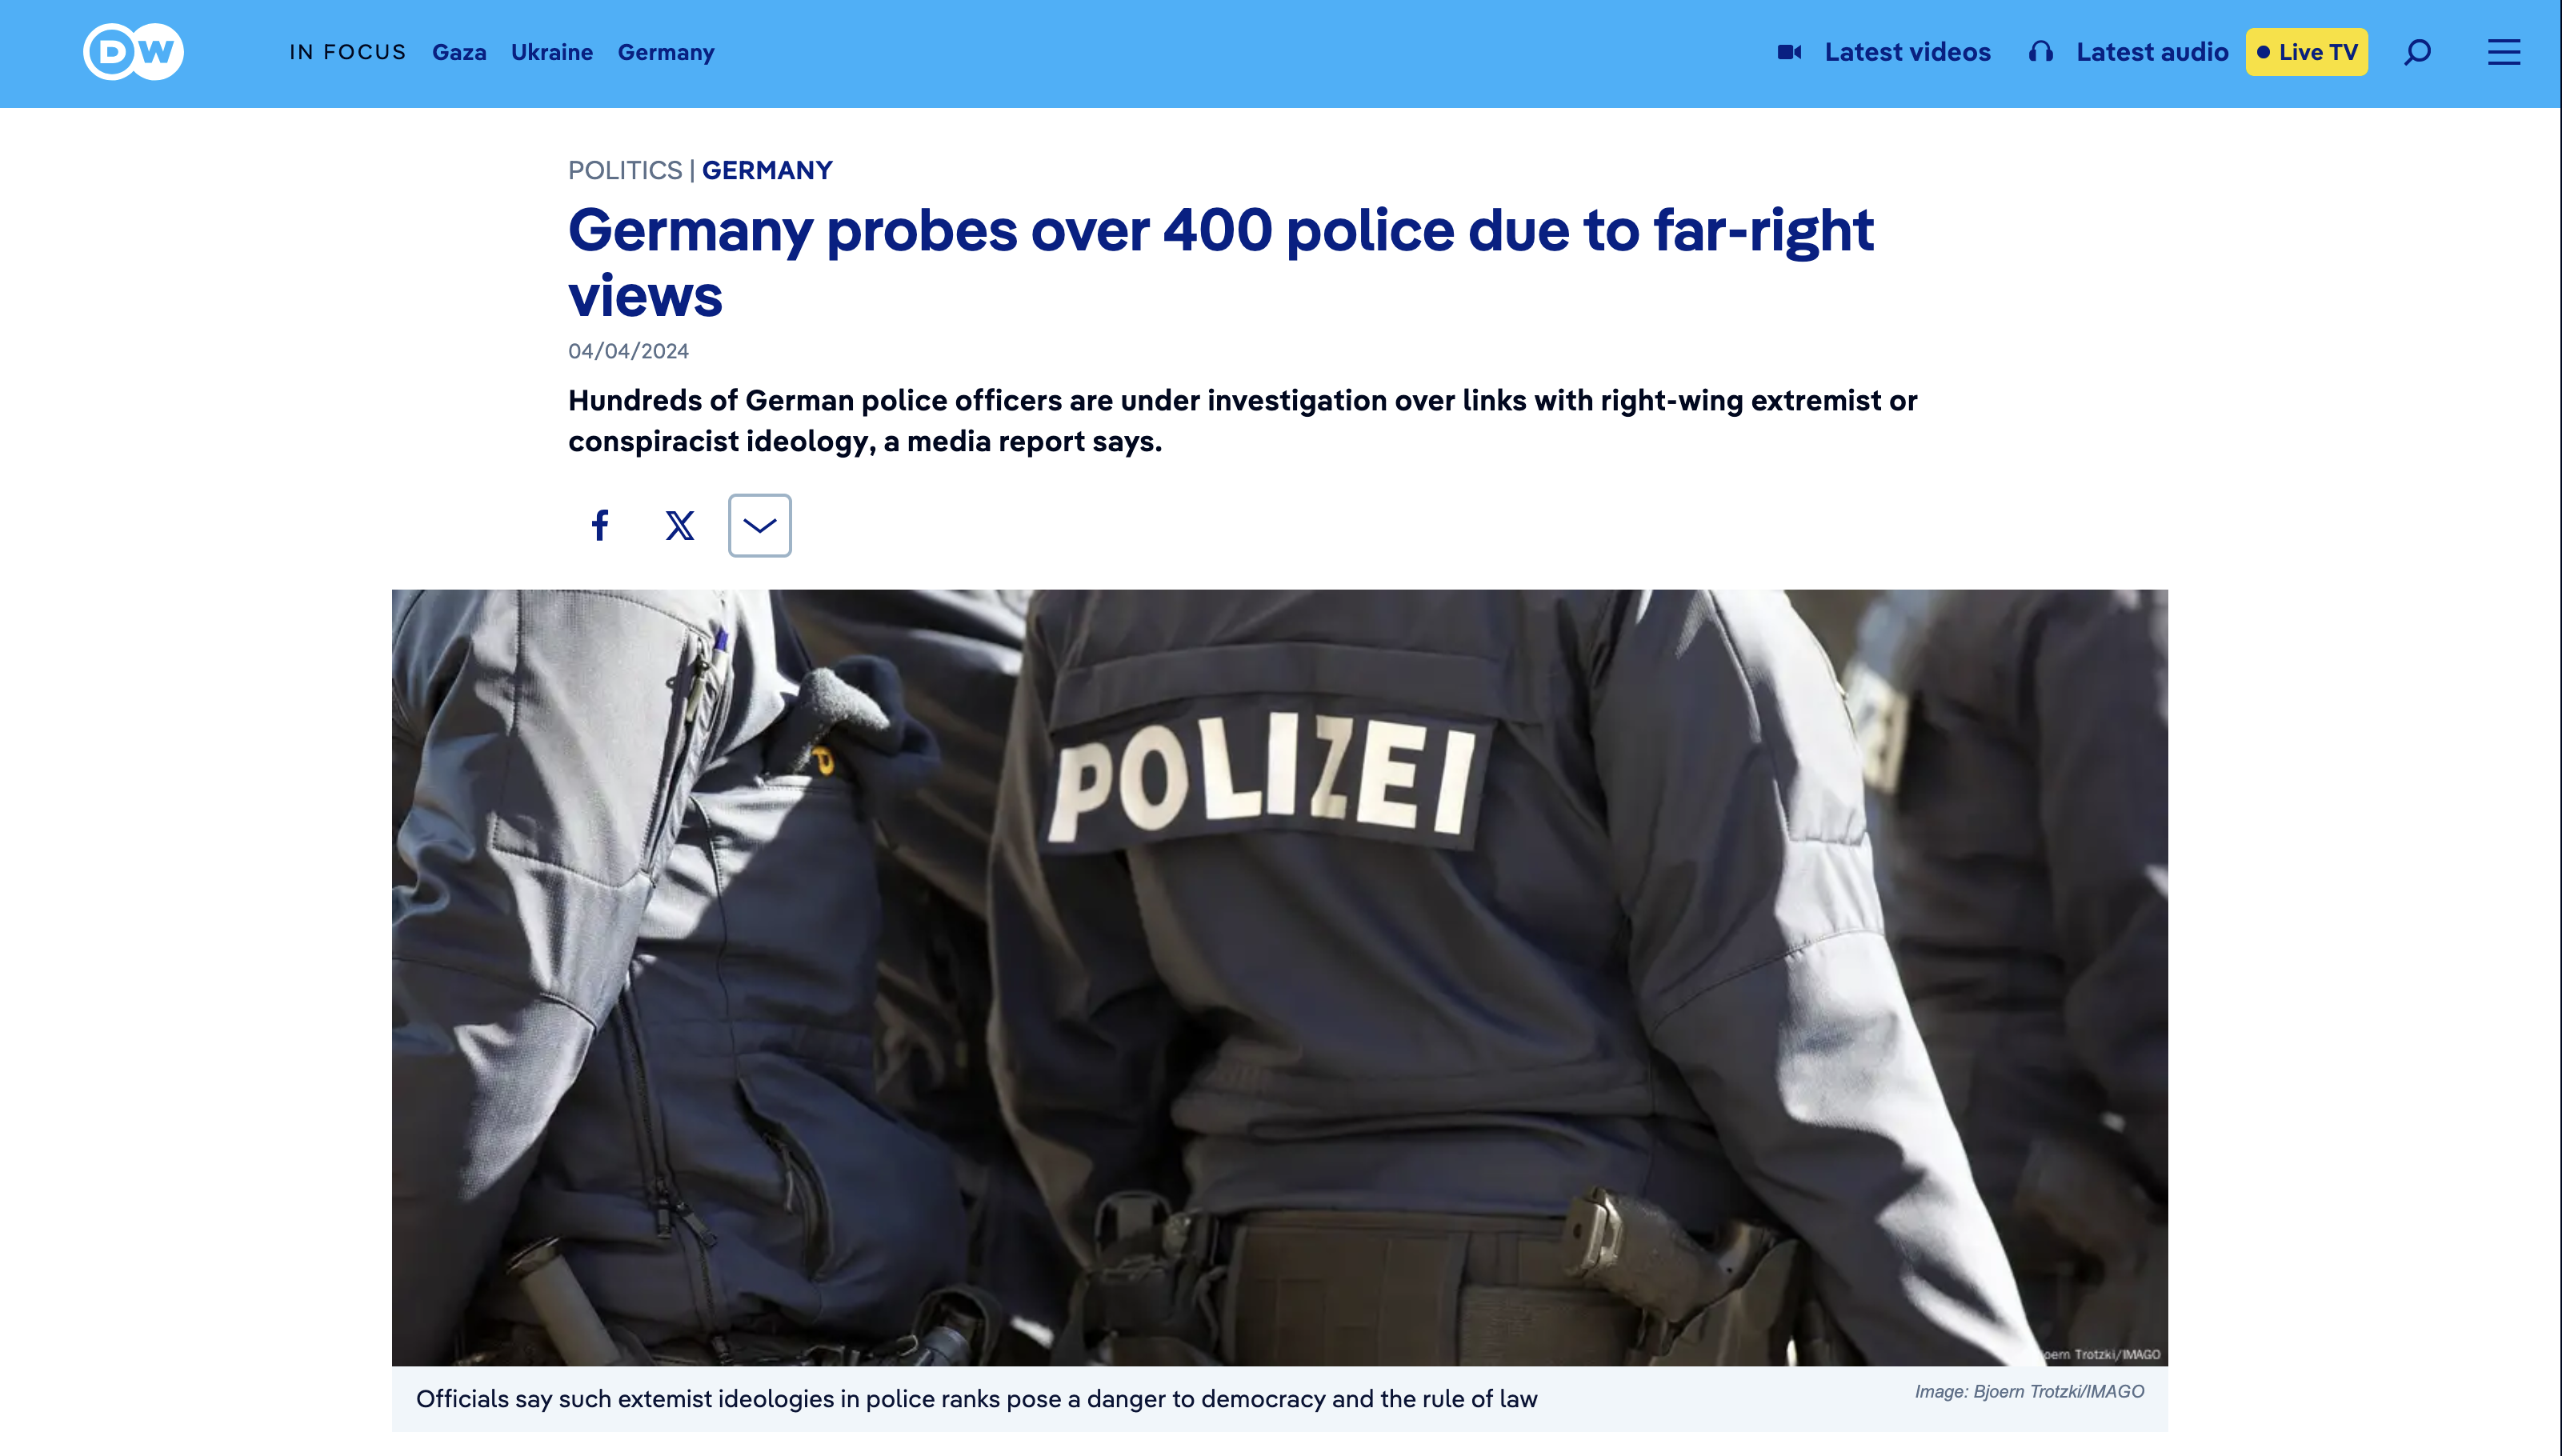 DW
IN FOCUS Gaza Ukraine Germany
Latest videos Latest audio Live TV
POLITICS | GERMANY
Germany probes over 400 police due to far-right
views
04/04/2024
Hundreds of German police officers are under investigation over links with right-wing extremist or
conspiracist ideology, a media report says.
POLIZEI
Trotzki/IMAGO
Officials say such extemist ideologies in police ranks pose a danger to democracy and the rule of law
Image: Bjoern Trotzki/IMAGO